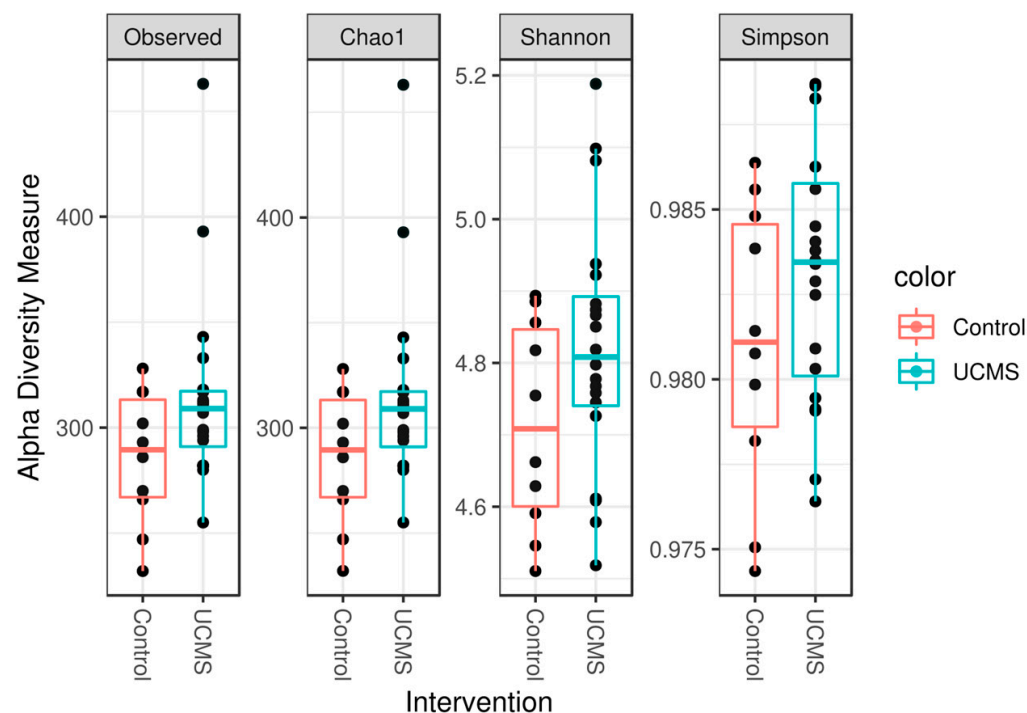 Observed
Chao1
Shannon
Simpson
Alpha Diversity Measure
400
300
400
300
5.2
5.0
4.8
4.6
0.985
0.980
0.975
Control
UCMS
Control
UCMS
Control
UCMS
Control
UCMS
Intervention
color
Control
UCMS